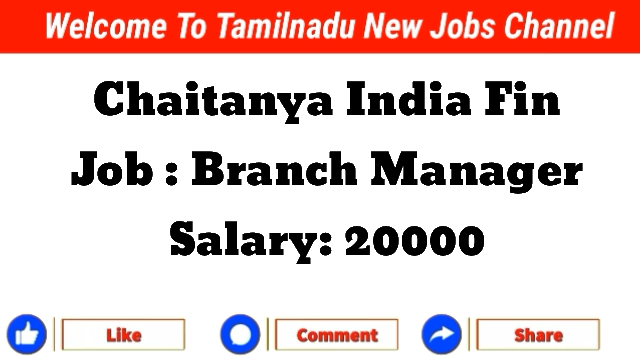 Welcome To Tamilnadu New Jobs Channel
Chaitanya India Fin
Job : Branch Manager
Salary: 20000
Like Comment Share